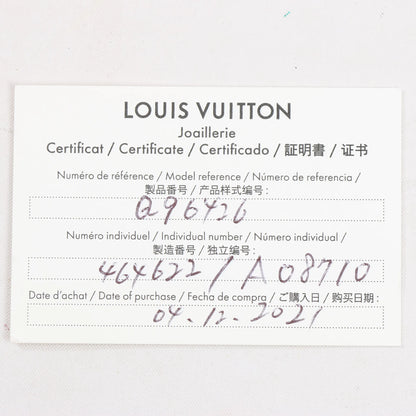 LOUIS VUITTON
Joaillerie
Certificat / Certificate / Certificado / 証明書 / 证书
Numéro de référence / Model reference / Número de referencia /
製品番号 / 产品样式编号 :
Q96426
Numéro individuel / Individual number / Número individual /
製造番号 / 独立编号 :
464622/A08710
Date d'achat / Date of purchase / Fecha de compra / ご購入日 / 购买日期 :
04.12.2021